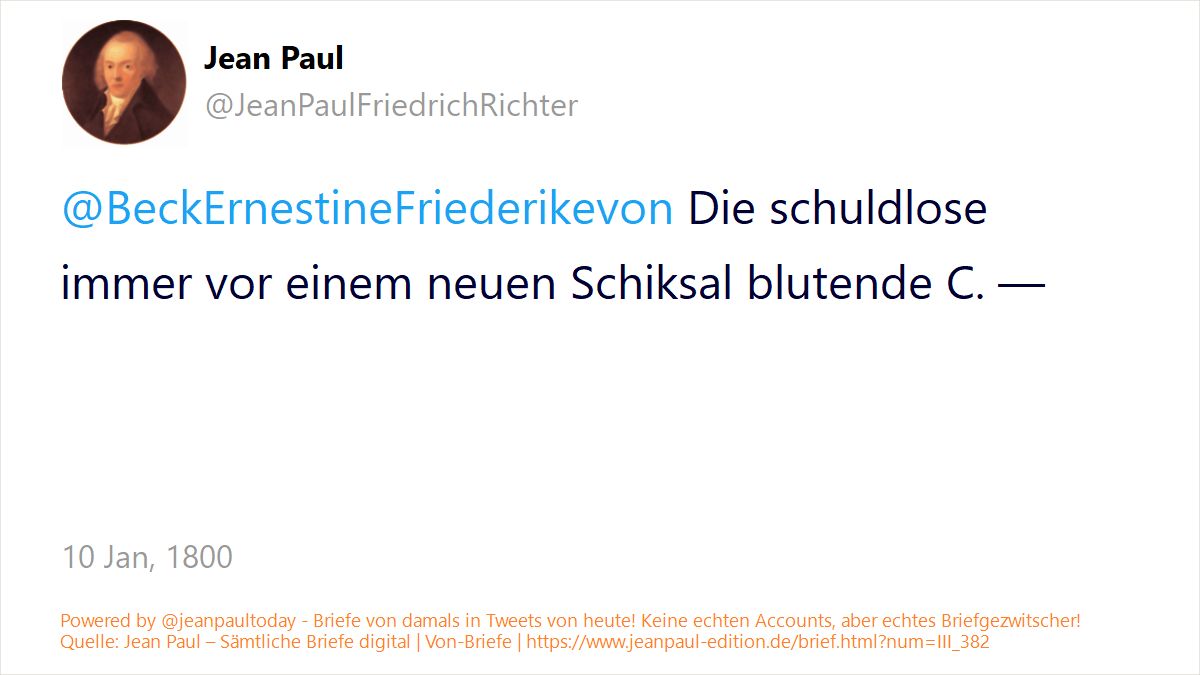 Jean Paul
@JeanPaulFriedrichRichter
@BeckErnestineFriederikevon Die schuldlose
immer vor einem neuen Schiksal blutende C. —
10 Jan, 1800
Powered by @jeanpaultoday - Briefe von damals in Tweets von heute! Keine echten Accounts, aber echtes Briefgezwitscher!
Quelle: Jean Paul – Sämtliche Briefe digital | Von-Briefe | https://www.jeanpaul-edition.de/brief.html?num=III_382